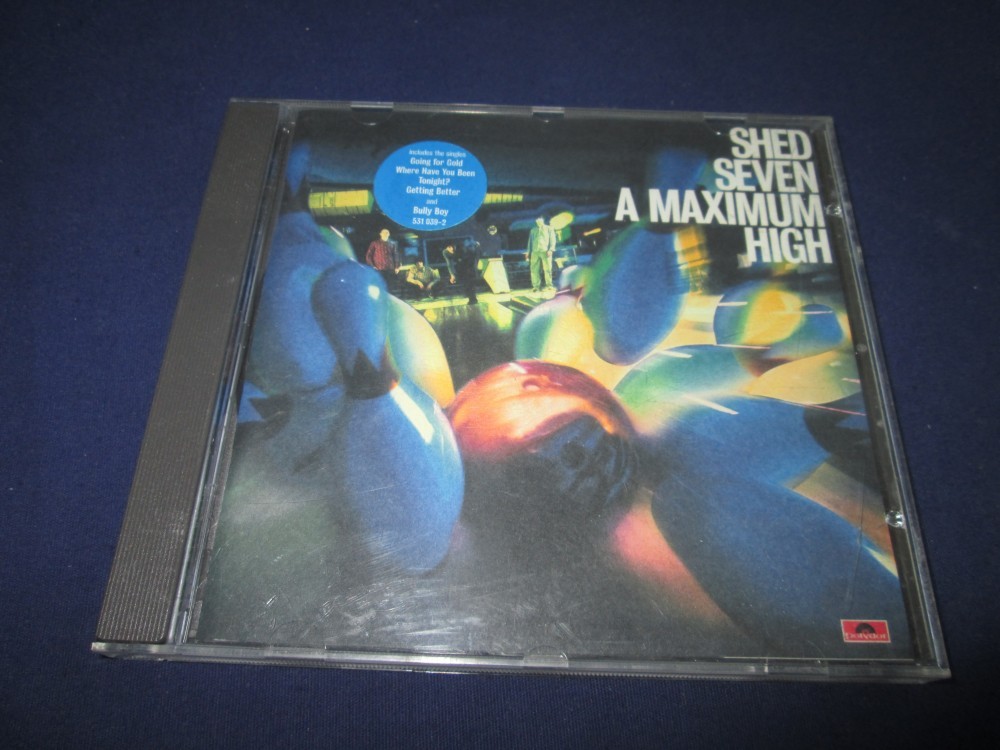 includes the singles
Going for Gold
Where Have You Been
Tonight?
Getting Better
and
Bully Boy
531 039-2
SHED
SEVEN
A MAXIMUM
HIGH
polydor